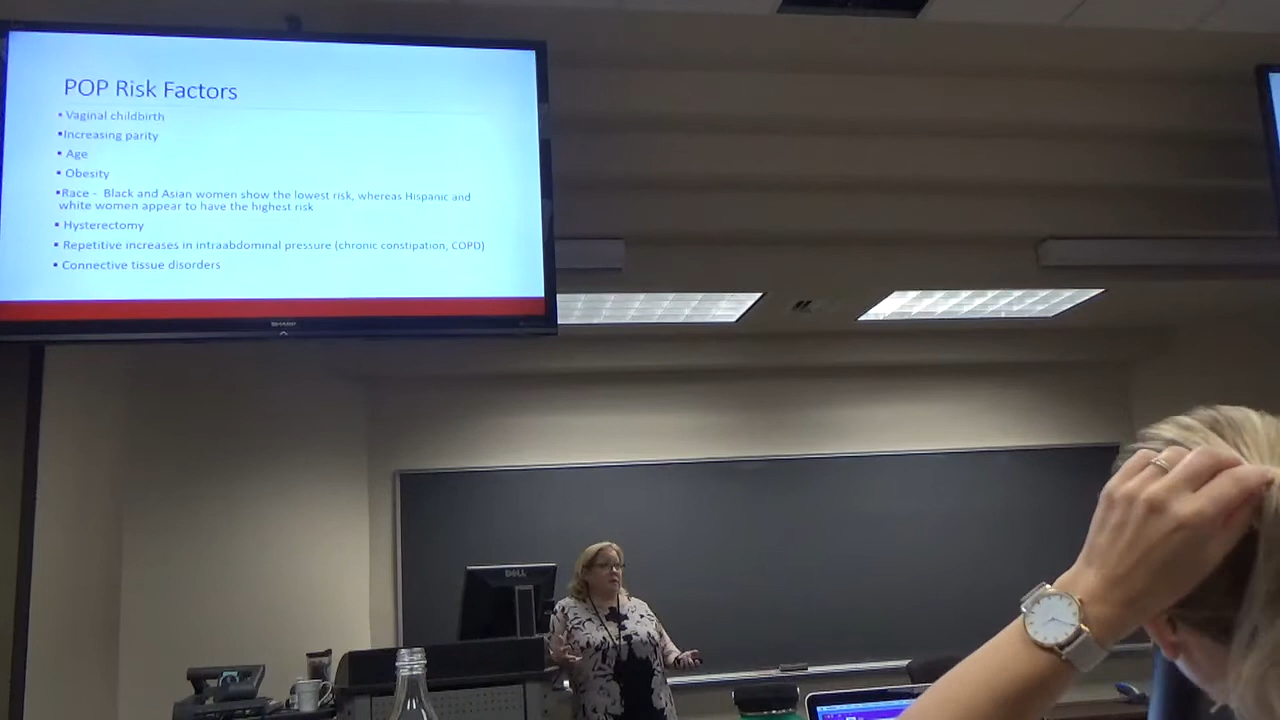 POP Risk Factors
▪ Vaginal childbirth
▪Increasing parity
▪ Age
▪ Obesity
▪Race - Black and Asian women show the lowest risk, whereas Hispanic and
white women appear to have the highest risk
▪ Hysterectomy
▪ Repetitive increases in intraabdominal pressure (chronic constipation, COPD)
▪ Connective tissue disorders
SHARP
DELL